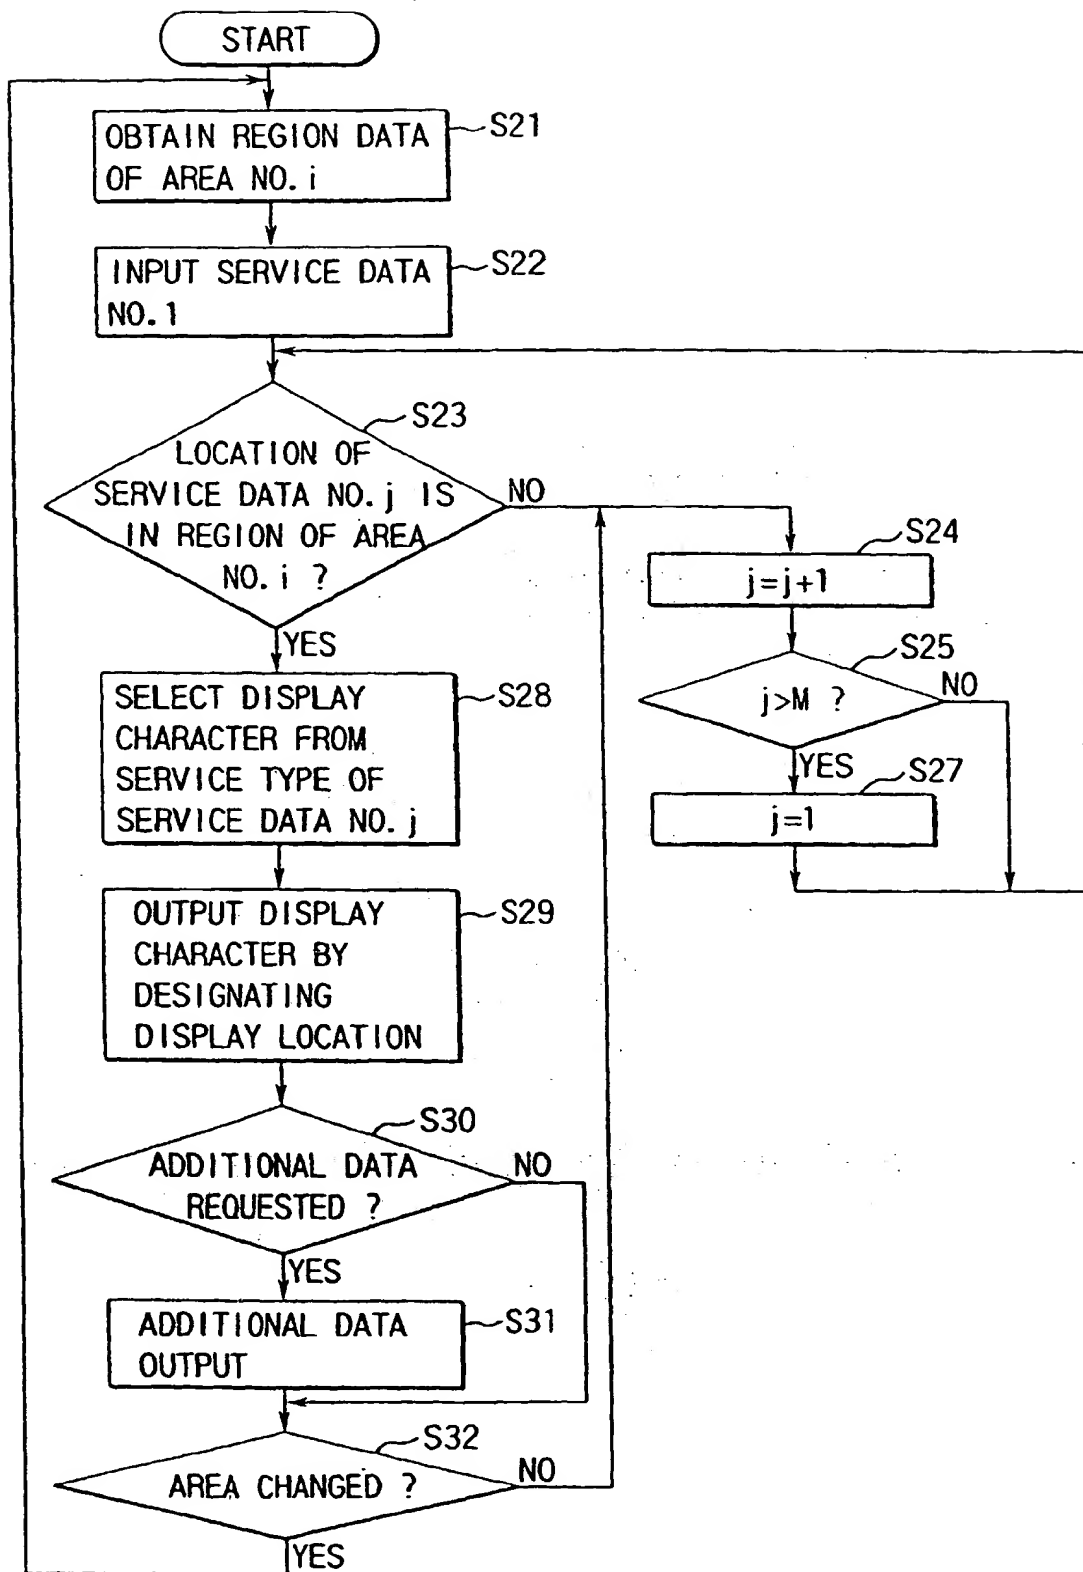 START
OBTAIN REGION DATA
OF AREA NO. i
S21
INPUT SERVICE DATA
NO. 1
S22
S23
LOCATION OF
SERVICE DATA NO. j IS
IN REGION OF AREA
NO. i ?
NO
YES
S24
j=j+1
S25
j>M ?
NO
YES
S27
j=1
SELECT DISPLAY
CHARACTER FROM
SERVICE TYPE OF
SERVICE DATA NO. j
S28
OUTPUT DISPLAY
CHARACTER BY
DESIGNATING
DISPLAY LOCATION
S29
S30
ADDITIONAL DATA
REQUESTED ?
NO
YES
ADDITIONAL DATA
OUTPUT
S31
S32
AREA CHANGED ?
NO
YES